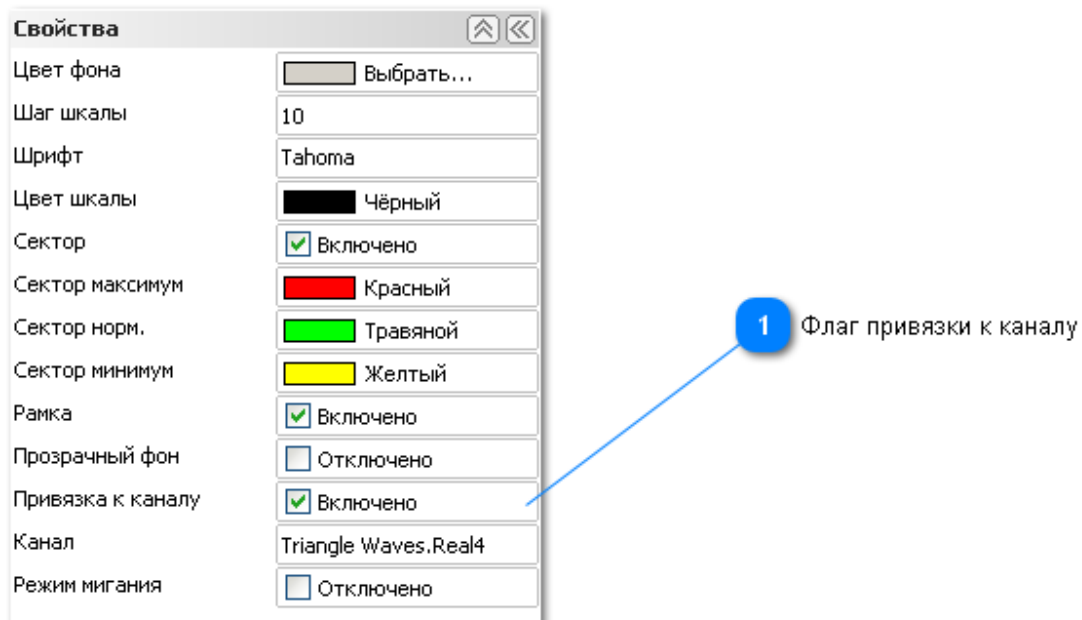 Свойства
Цвет фона Выбрать...
Шаг шкалы 10
Шрифт Tahoma
Цвет шкалы Чёрный
Сектор Включено
Сектор максимум Красный
Сектор норм. Травяной
Сектор минимум Желтый
Рамка Включено
Прозрачный фон Отключено
Привязка к каналу Включено
Канал Triangle Waves.Real4
Режим мигания Отключено
1 Флаг привязки к каналу